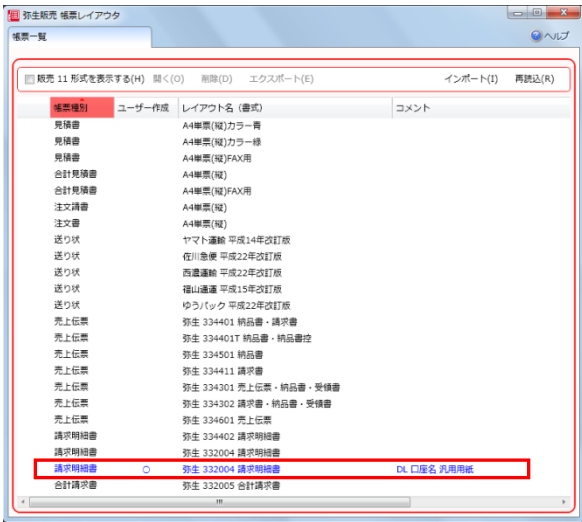 弥生販売 帳票レイアウタ
帳票一覧 ヘルプ
販売 11 形式を表示する(H) 開く(O) 削除(D) エクスポート(E) インポート(I) 再読込(R)
帳票種別 ユーザー作成 レイアウト名（書式） コメント
見積書 A4単票(縦)カラー青
見積書 A4単票(縦)カラー緑
見積書 A4単票(縦)FAX用
合計見積書 A4単票(縦)
合計見積書 A4単票(縦)FAX用
注文請書 A4単票(縦)
注文書 A4単票(縦)
送り状 ヤマト運輸 平成14年改訂版
送り状 佐川急便 平成22年改訂版
送り状 西濃運輸 平成22年改訂版
送り状 福山通運 平成15年改訂版
送り状 ゆうパック 平成22年改訂版
売上伝票 弥生 334401 納品書・請求書
売上伝票 弥生 334401T 納品書・納品書控
売上伝票 弥生 334501 納品書
売上伝票 弥生 334411 請求書
売上伝票 弥生 334301 売上伝票・納品書・受領書
売上伝票 弥生 334302 請求書・納品書・受領書
売上伝票 弥生 334601 売上伝票
請求明細書 弥生 334402 請求明細書
請求明細書 弥生 332004 請求明細書
請求明細書 ○ 弥生 332004 請求明細書 DL 口座名 汎用用紙
合計請求書 弥生 332005 合計請求書